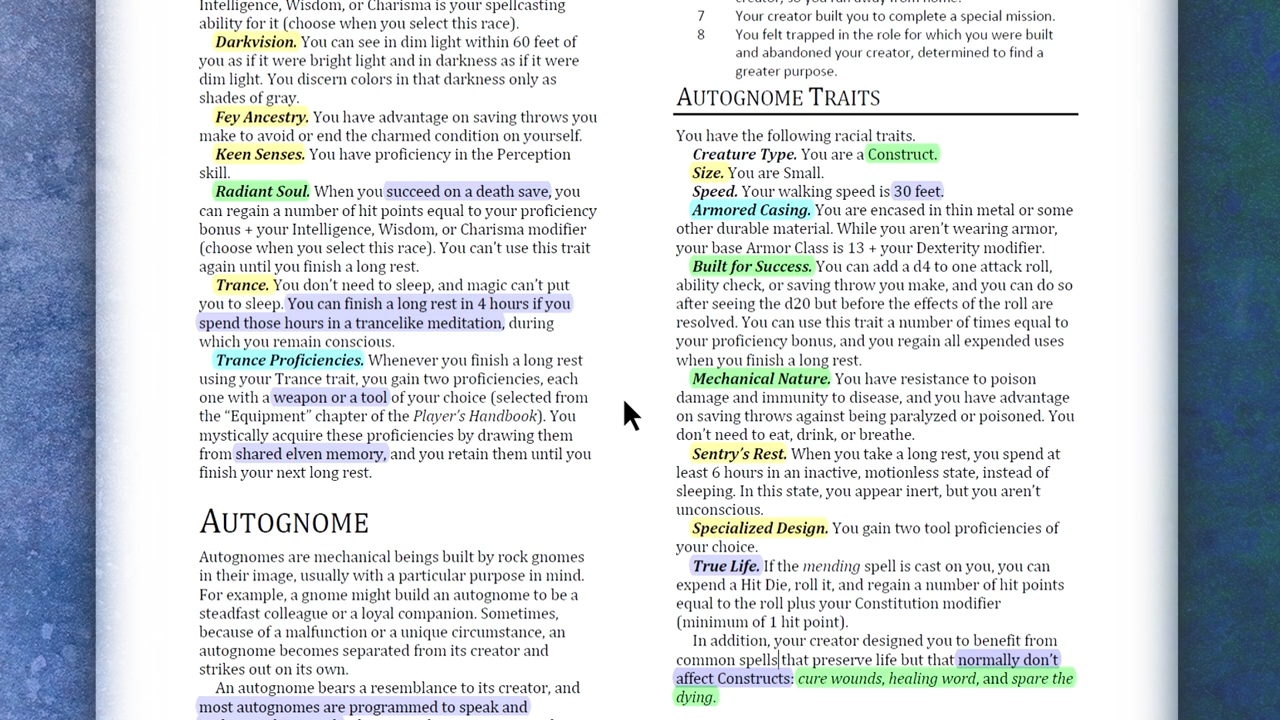 Intelligence, Wisdom, or Charisma is your spellcasting
ability for it (choose when you select this race).
Darkvision. You can see in dim light within 60 feet of
you as if it were bright light and in darkness as if it were
dim light. You discern colors in that darkness only as
shades of gray.
Fey Ancestry. You have advantage on saving throws you
make to avoid or end the charmed condition on yourself.
Keen Senses. You have proficiency in the Perception
skill.
Radiant Soul. When you succeed on a death save, you
can regain a number of hit points equal to your proficiency
bonus + your Intelligence, Wisdom, or Charisma modifier
(choose when you select this race). You can't use this trait
again until you finish a long rest.
Trance. You don't need to sleep, and magic can't put
you to sleep. You can finish a long rest in 4 hours if you
spend those hours in a trancelike meditation, during
which you remain conscious.
Trance Proficiencies. Whenever you finish a long rest
using your Trance trait, you gain two proficiencies, each
one with a weapon or a tool of your choice (selected from
the “Equipment” chapter of the Player's Handbook). You
mystically acquire these proficiencies by drawing them
from shared elven memory, and you retain them until you
finish your next long rest.
AUTOGNOME
Autognomes are mechanical beings built by rock gnomes
in their image, usually with a particular purpose in mind.
For example, a gnome might build an autognome to be a
steadfast colleague or a loyal companion. Sometimes,
because of a malfunction or a unique circumstance, an
autognome becomes separated from its creator and
strikes out on its own.
An autognome bears a resemblance to its creator, and
most autognomes are programmed to speak and
7 Your creator built you to complete a special mission.
8 You felt trapped in the role for which you were built
and abandoned your creator, determined to find a
greater purpose.
AUTOGNOME TRAITS
You have the following racial traits.
Creature Type. You are a Construct.
Size. You are Small.
Speed. Your walking speed is 30 feet.
Armored Casing. You are encased in thin metal or some
other durable material. While you aren't wearing armor,
your base Armor Class is 13 + your Dexterity modifier.
Built for Success. You can add a d4 to one attack roll,
ability check, or saving throw you make, and you can do so
after seeing the d20 but before the effects of the roll are
resolved. You can use this trait a number of times equal to
your proficiency bonus, and you regain all expended uses
when you finish a long rest.
Mechanical Nature. You have resistance to poison
damage and immunity to disease, and you have advantage
on saving throws against being paralyzed or poisoned. You
don't need to eat, drink, or breathe.
Sentry's Rest. When you take a long rest, you spend at
least 6 hours in an inactive, motionless state, instead of
sleeping. In this state, you appear inert, but you aren't
unconscious.
Specialized Design. You gain two tool proficiencies of
your choice.
True Life. If the mending spell is cast on you, you can
expend a Hit Die, roll it, and regain a number of hit points
equal to the roll plus your Constitution modifier
(minimum of 1 hit point).
In addition, your creator designed you to benefit from
common spells that preserve life but that normally don't
affect Constructs: cure wounds, healing word, and spare the
dying.